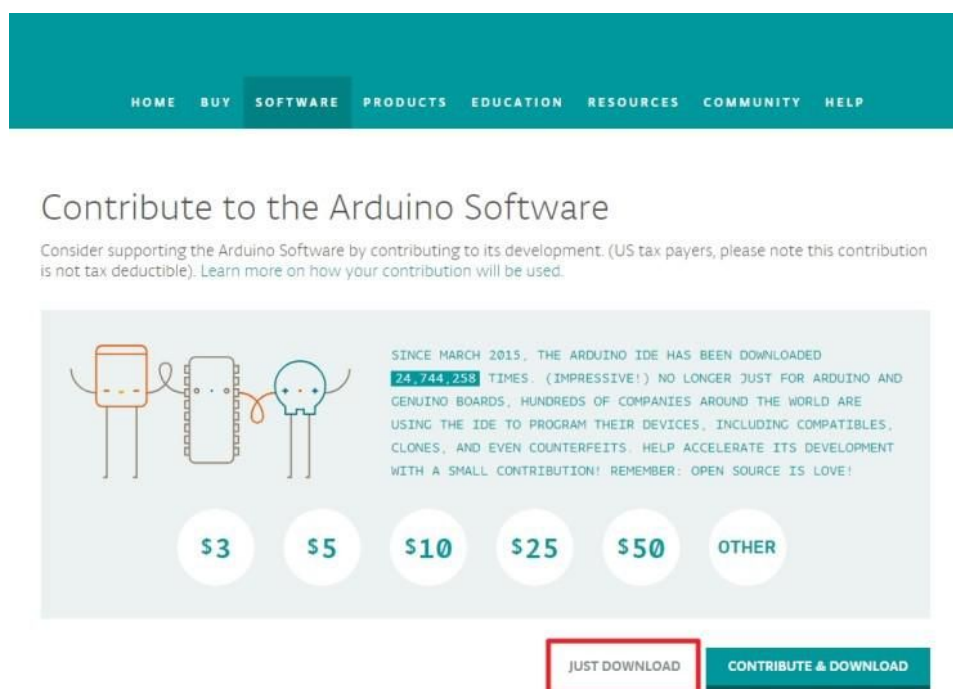 HOME BUY SOFTWARE PRODUCTS EDUCATION RESOURCES COMMUNITY HELP
Contribute to the Arduino Software
Consider supporting the Arduino Software by contributing to its development. (US tax payers, please note this contribution
is not tax deductible). Learn more on how your contribution will be used.
SINCE MARCH 2015, THE ARDUINO IDE HAS BEEN DOWNLOADED
24,744,258 TIMES. (IMPRESSIVE!) NO LONGER JUST FOR ARDUINO AND
GENUINO BOARDS, HUNDREDS OF COMPANIES AROUND THE WORLD ARE
USING THE IDE TO PROGRAM THEIR DEVICES, INCLUDING COMPATIBLES,
CLONES, AND EVEN COUNTERFEITS. HELP ACCELERATE ITS DEVELOPMENT
WITH A SMALL CONTRIBUTION! REMEMBER: OPEN SOURCE IS LOVE!
$3 $5 $10 $25 $50 OTHER
JUST DOWNLOAD CONTRIBUTE & DOWNLOAD